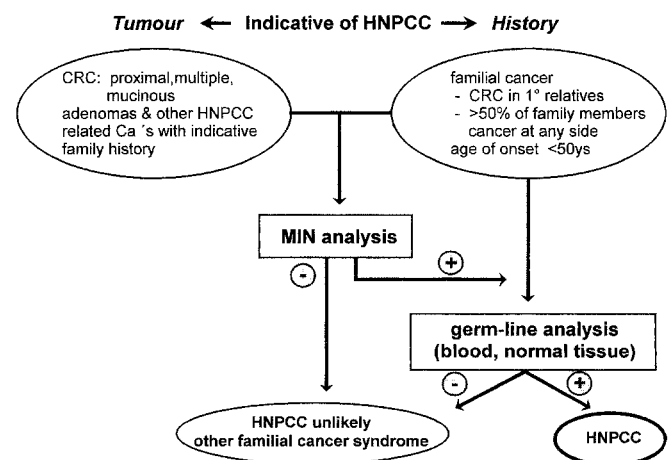 Tumour ← Indicative of HNPCC → History
CRC: proximal,multiple,
mucinous
adenomas & other HNPCC
related Ca ´s with indicative
family history
familial cancer
- CRC in 1° relatives
- >50% of family members
cancer at any side
age of onset <50ys
MIN analysis
-
+
germ-line analysis
(blood, normal tissue)
-
+
HNPCC unlikely
other familial cancer syndrome
HNPCC